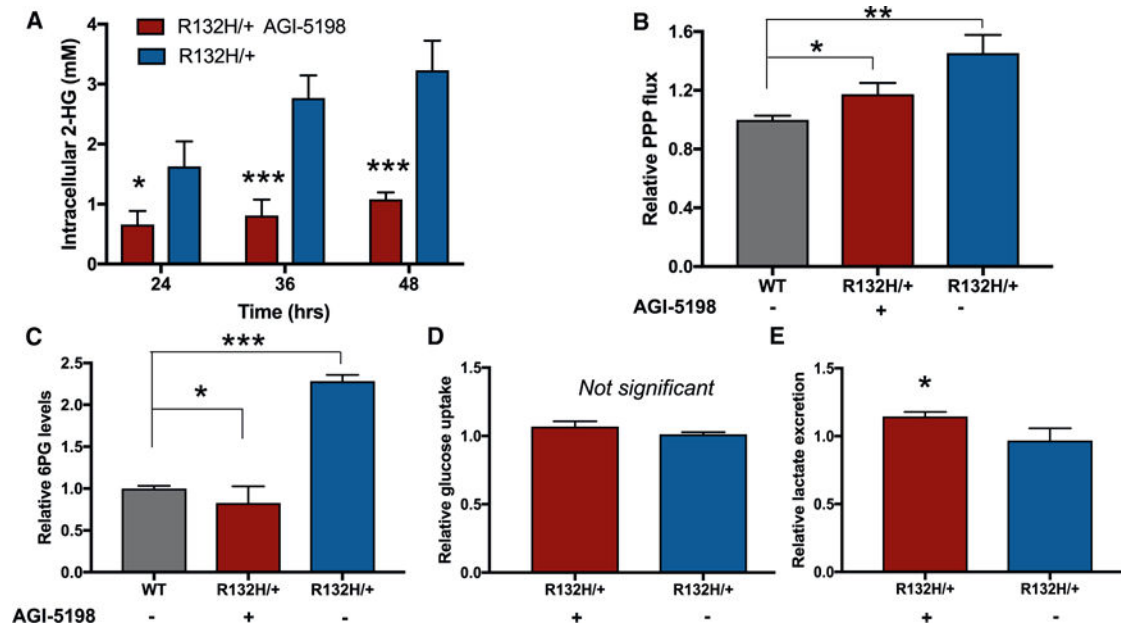 A
R132H/+ AGI-5198
R132H/+
Intracellular 2-HG (mM)
4
3
2
1
0
*
***
***
24
36
48
Time (hrs)
B
Relative PPP flux
1.6
1.2
0.8
0.4
0.0
**
*
WT
R132H/+
R132H/+
AGI-5198
-
+
-
C
Relative 6PG levels
2.5
2.0
1.5
1.0
0.5
0.0
***
*
WT
R132H/+
R132H/+
AGI-5198
-
+
-
D
Relative glucose uptake
1.5
1.0
0.5
0.0
Not significant
R132H/+
R132H/+
+
-
E
Relative lactate excretion
1.5
1.0
0.5
0.0
*
R132H/+
R132H/+
+
-